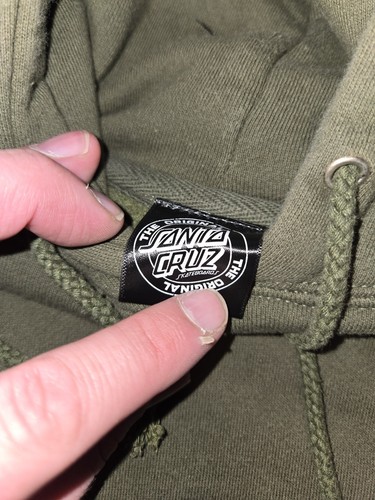 THE ORIGINAL
SANTA
CRUZ
SKATEBOARDS
THE ORIGINAL